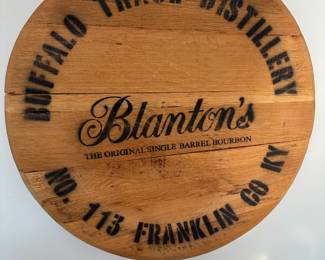 BUFFALO TRACE DISTILLERY
Blanton's
THE ORIGINAL SINGLE BARREL BOURBON
NO. 113 FRANKLIN CO KY